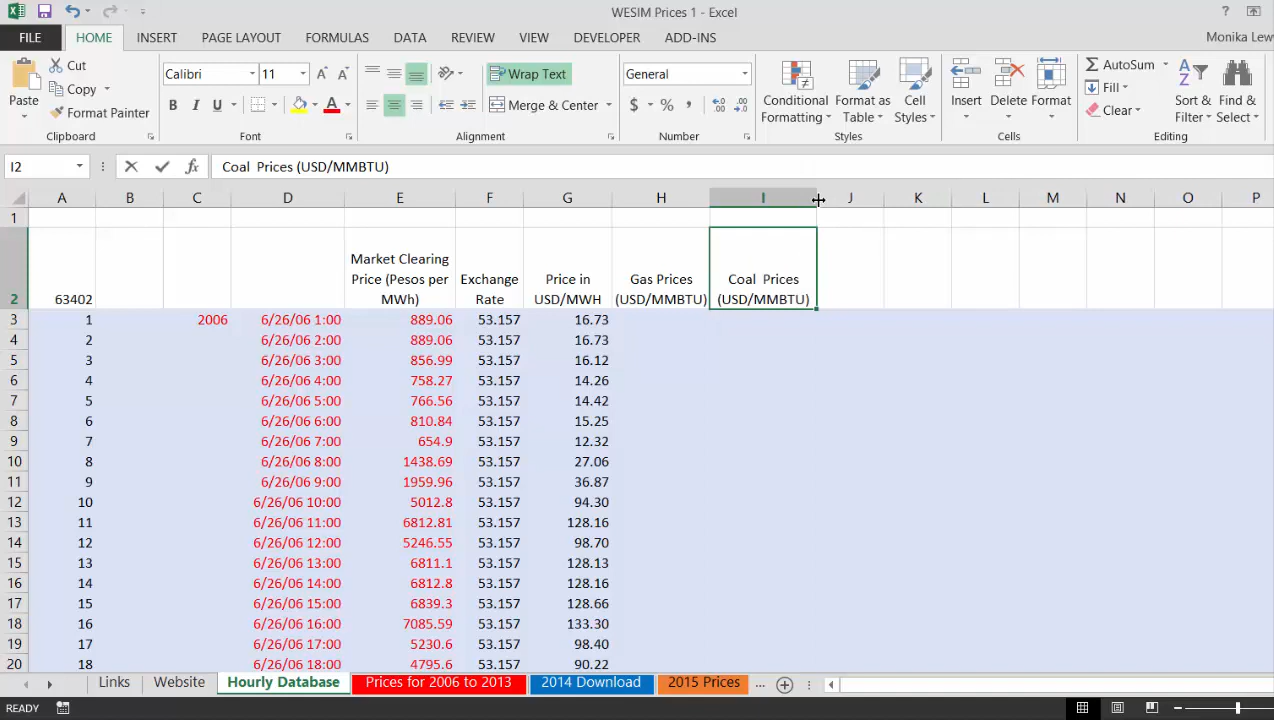 WESIM Prices 1 - Excel
?
FILE
HOME
INSERT
PAGE LAYOUT
FORMULAS
DATA
REVIEW
VIEW
DEVELOPER
ADD-INS
Monika Lew
Paste
Cut
Copy
Format Painter
Clipboard
Calibri
11
A A
B I U
A
Font
Wrap Text
Merge & Center
Alignment
General
$ % ,
Number
Conditional Formatting
Format as Table
Cell Styles
Styles
Insert
Delete
Format
Cells
AutoSum
Fill
Clear
Sort & Filter
Find & Select
Editing
I2
fx
Coal  Prices (USD/MMBTU)
A B C D E F G H I J K L M N O P
1
2 63402 Market Clearing Price (Pesos per MWh) Exchange Rate Price in USD/MWH Gas Prices (USD/MMBTU) Coal  Prices (USD/MMBTU)
3 1 2006 6/26/06 1:00 889.06 53.157 16.73
4 2 6/26/06 2:00 889.06 53.157 16.73
5 3 6/26/06 3:00 856.99 53.157 16.12
6 4 6/26/06 4:00 758.27 53.157 14.26
7 5 6/26/06 5:00 766.56 53.157 14.42
8 6 6/26/06 6:00 810.84 53.157 15.25
9 7 6/26/06 7:00 654.9 53.157 12.32
10 8 6/26/06 8:00 1438.69 53.157 27.06
11 9 6/26/06 9:00 1959.96 53.157 36.87
12 10 6/26/06 10:00 5012.8 53.157 94.30
13 11 6/26/06 11:00 6812.81 53.157 128.16
14 12 6/26/06 12:00 5246.55 53.157 98.70
15 13 6/26/06 13:00 6811.1 53.157 128.13
16 14 6/26/06 14:00 6812.8 53.157 128.16
17 15 6/26/06 15:00 6839.3 53.157 128.66
18 16 6/26/06 16:00 7085.59 53.157 133.30
19 17 6/26/06 17:00 5230.6 53.157 98.40
20 18 6/26/06 18:00 4795.6 53.157 90.22
Links
Website
Hourly Database
Prices for 2006 to 2013
2014 Download
2015 Prices
...
READY